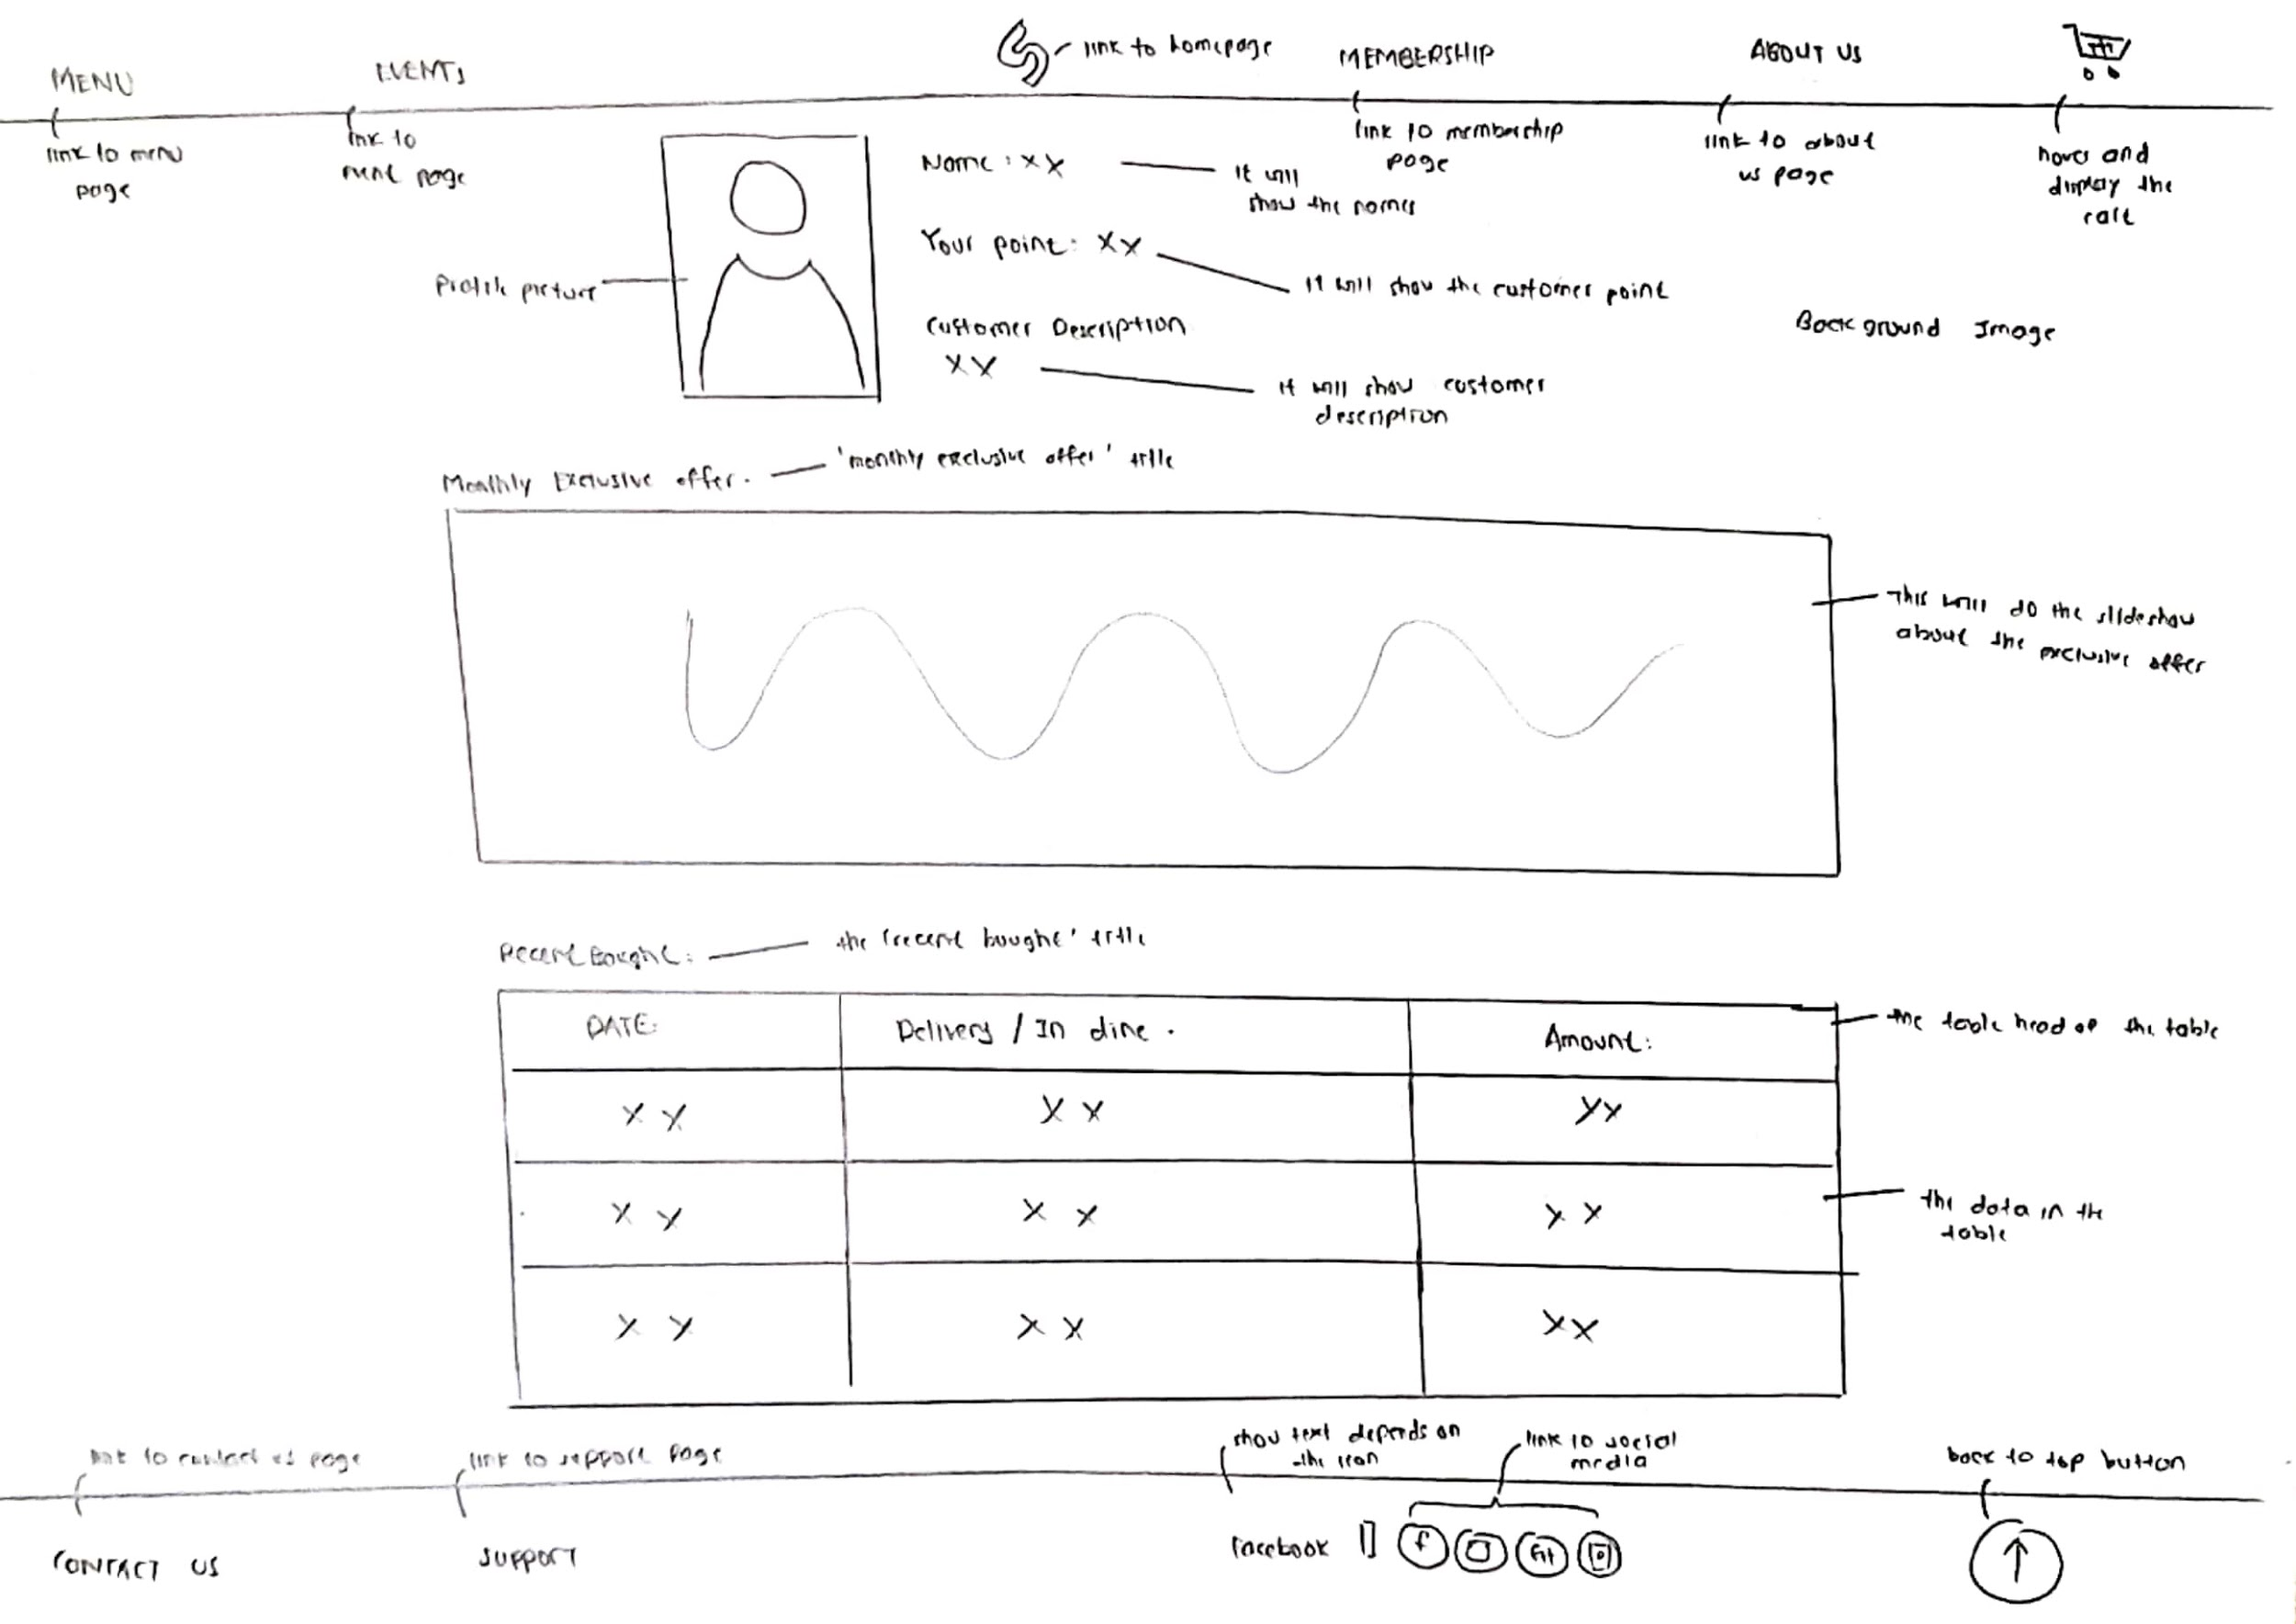 MENU
EVENTS
link to homepage
MEMBERSHIP
ABOUT US
link to menu
page
link to
event page
link to membership
page
link to about
us page
hover and
display the
cart
Name : XX
It will
show the names
Your point: XX
It will show the customer point
Profile picture
Customer Description
XX
It will show customer
description
Background Image
Monthly Exclusive offer.
'monthly exclusive offer' title
This will do the slideshow
about the exclusive offer
Recent Bought:
the 'recent bought' title
DATE:
Delivery / In dine.
Amount:
the table head of the table
XX
XX
XX
XX
XX
XX
the data in the
table
XX
XX
XX
link to contact us page
link to support page
show text depends on
the icon
link to social
media
back to top button
CONTACT US
SUPPORT
Facebook
f